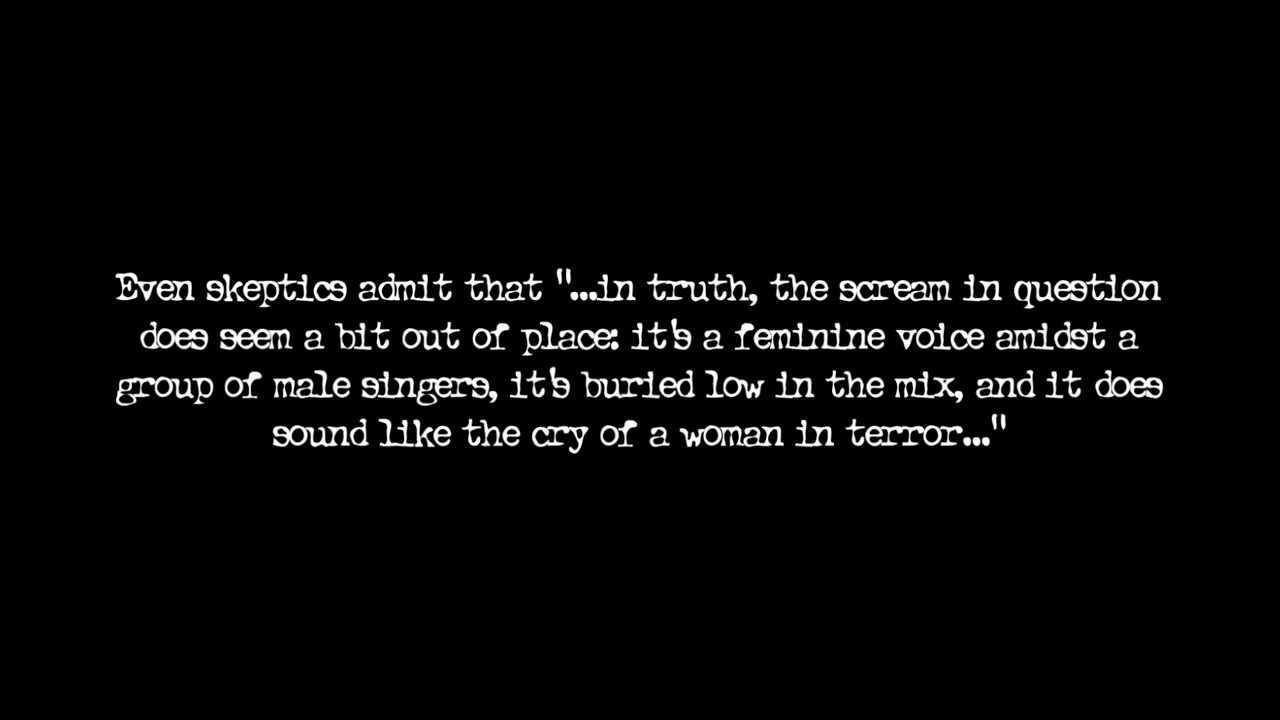 Even skeptics admit that "...in truth, the scream in question
does seem a bit out of place: it's a feminine voice amidst a
group of male singers, it's buried low in the mix, and it does
sound like the cry of a woman in terror..."